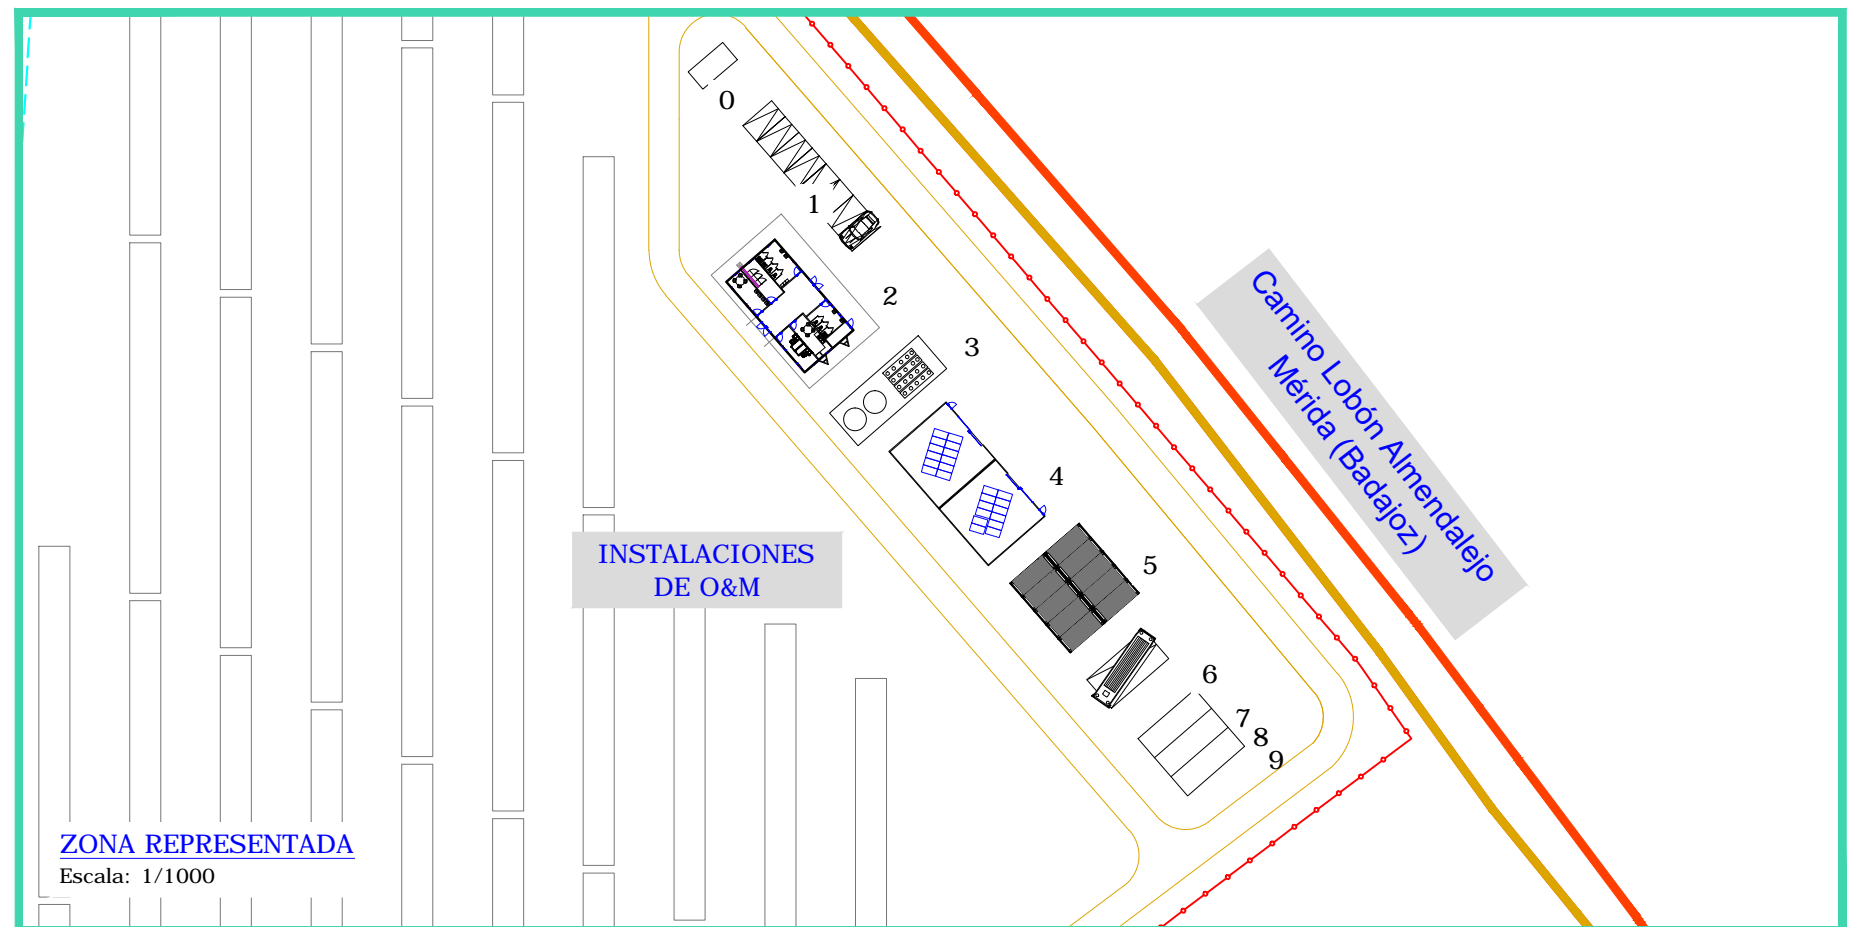 0
1
2
3
4
5
6
7
8
9
Camino Lobón Almendalejo
Mérida (Badajoz)
INSTALACIONES
DE O&M
ZONA REPRESENTADA
Escala: 1/1000